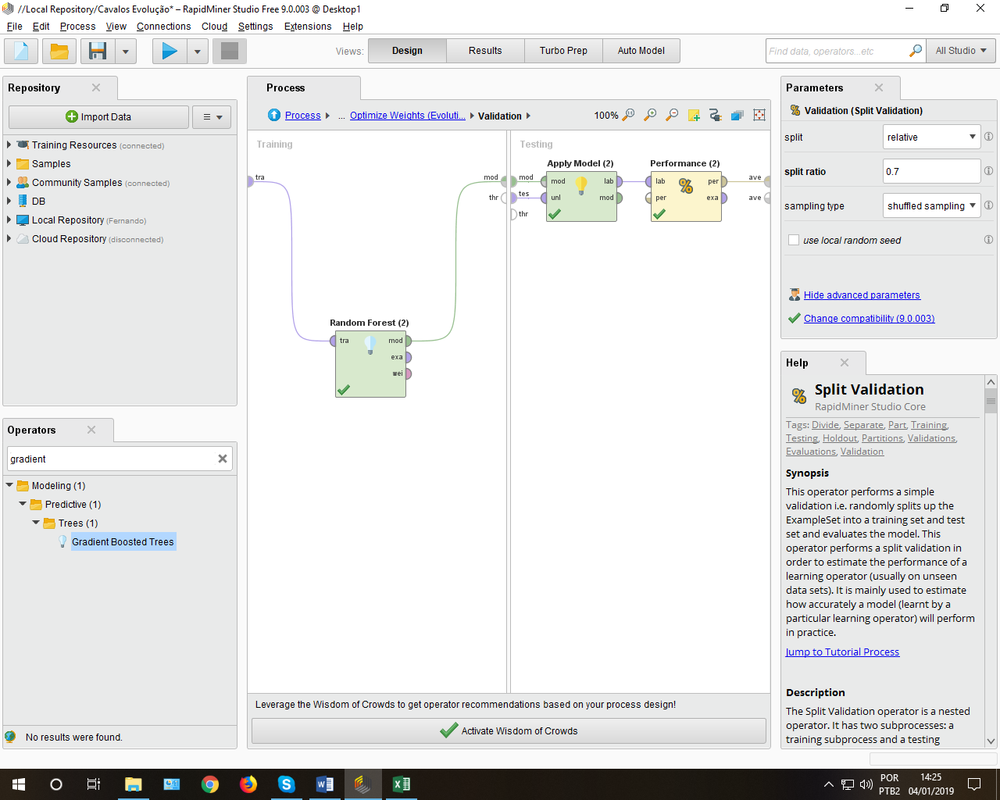 //Local Repository/Cavalos Evolução* – RapidMiner Studio Free 9.0.003 @ Desktop1
File Edit Process View Connections Cloud Settings Extensions Help
Views: Design Results Turbo Prep Auto Model
Find data, operators...etc
All Studio
Repository
Import Data
Training Resources (connected)
Samples
Community Samples (connected)
DB
Local Repository (Fernando)
Cloud Repository (disconnected)
Operators
gradient
Modeling (1)
Predictive (1)
Trees (1)
Gradient Boosted Trees
No results were found.
Process
Process ... Optimize Weights (Evoluti... Validation
100%
Training
tra
mod
thr
Random Forest (2)
tra mod
exa
wei
Testing
mod
tes
thr
Apply Model (2)
mod lab
unl mod
Performance (2)
lab per
per exa
ave
ave
Leverage the Wisdom of Crowds to get operator recommendations based on your process design!
Activate Wisdom of Crowds
Parameters
Validation (Split Validation)
split relative
split ratio 0.7
sampling type shuffled sampling
use local random seed
Hide advanced parameters
Change compatibility (9.0.003)
Help
Split Validation
RapidMiner Studio Core
Tags: Divide, Separate, Part, Training,
Testing, Holdout, Partitions, Validations,
Evaluations, Validation
Synopsis
This operator performs a simple
validation i.e. randomly splits up the
ExampleSet into a training set and test
set and evaluates the model. This
operator performs a split validation in
order to estimate the performance of a
learning operator (usually on unseen
data sets). It is mainly used to estimate
how accurately a model (learnt by a
particular learning operator) will perform
in practice.
Jump to Tutorial Process
Description
The Split Validation operator is a nested
operator. It has two subprocesses: a
training subprocess and a testing
POR
PTB2
14:25
04/01/2019